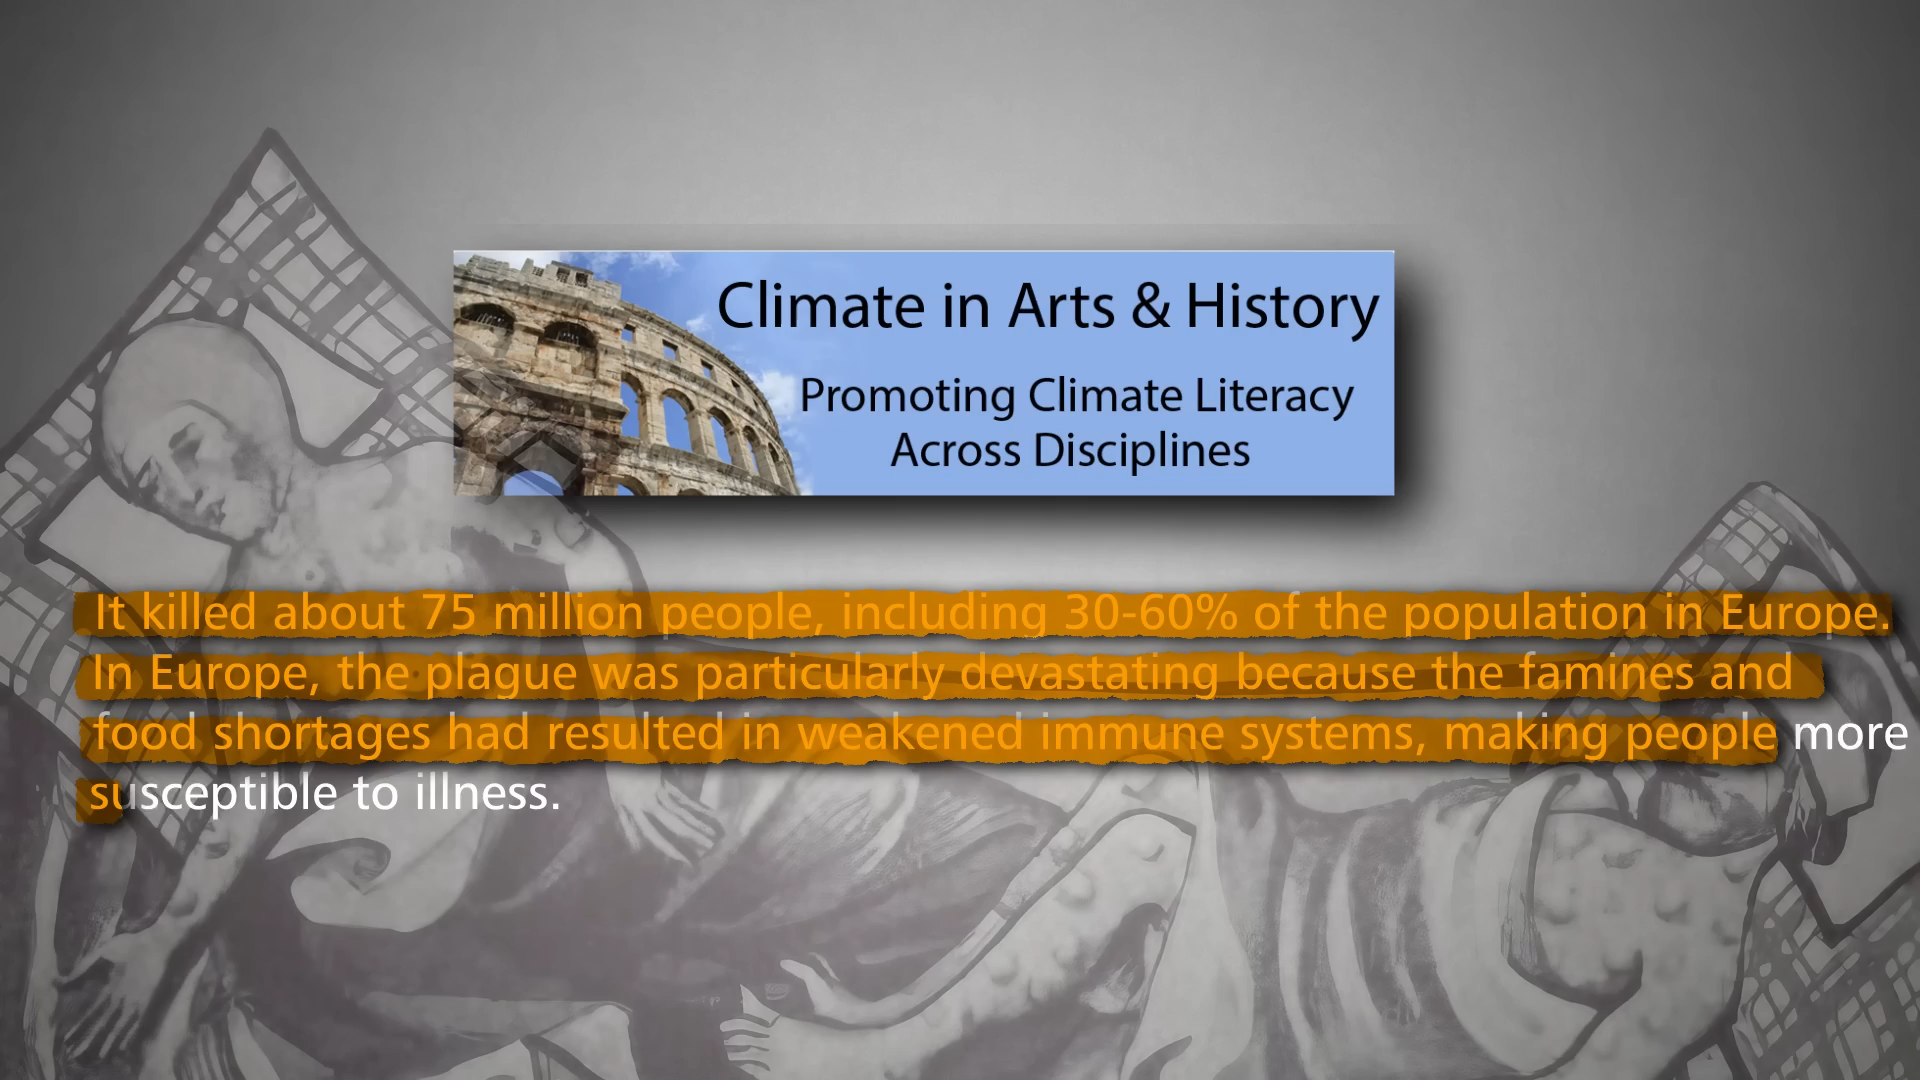 Climate in Arts & History
Promoting Climate Literacy
Across Disciplines
It killed about 75 million people, including 30-60% of the population in Europe.
In Europe, the plague was particularly devastating because the famines and
food shortages had resulted in weakened immune systems, making people more
susceptible to illness.